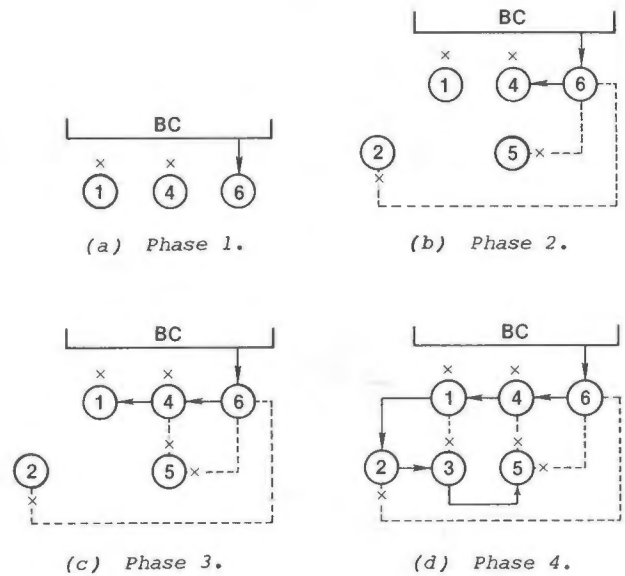 BC
1 4 6
(a) Phase 1.
BC
1 4 6
2 5
(b) Phase 2.
BC
1 4 6
2 5
(c) Phase 3.
BC
1 4 6
2 3 5
(d) Phase 4.